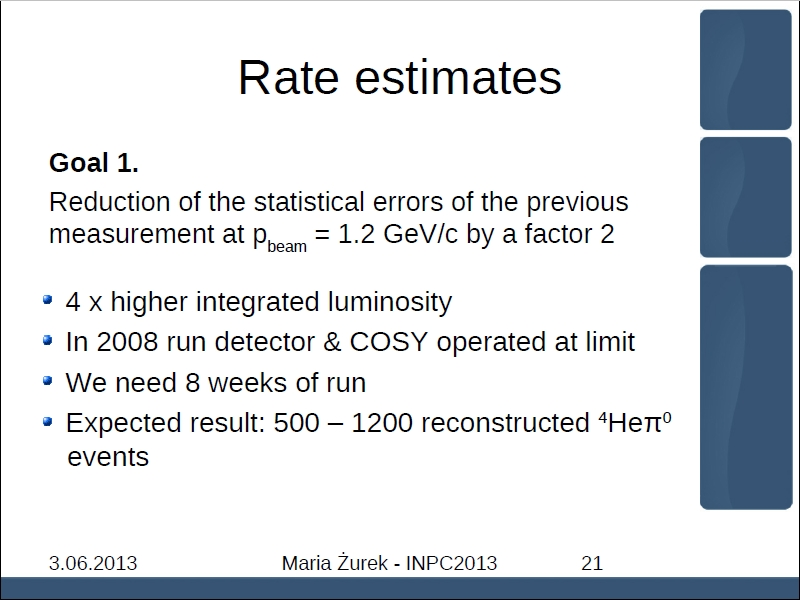 Rate estimates
Goal 1.
Reduction of the statistical errors of the previous
measurement at p_beam = 1.2 GeV/c by a factor 2
4 x higher integrated luminosity
In 2008 run detector & COSY operated at limit
We need 8 weeks of run
Expected result: 500 – 1200 reconstructed ⁴Heπ⁰
events
3.06.2013 Maria Żurek - INPC2013 21